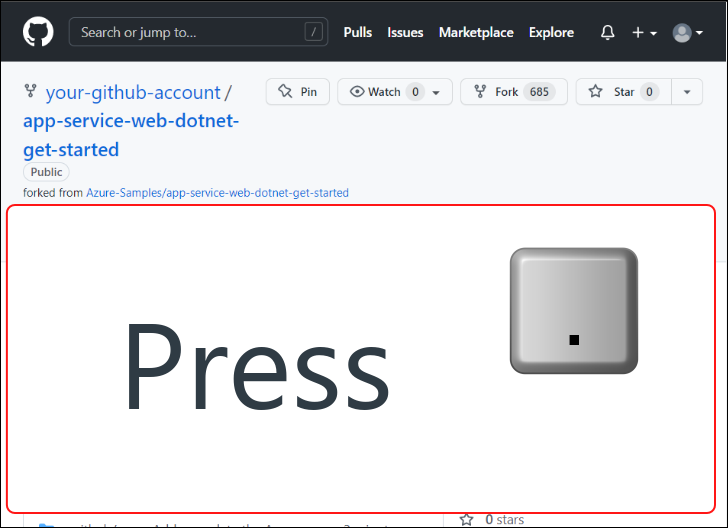 Search or jump to... /
Pulls Issues Marketplace Explore
your-github-account /
app-service-web-dotnet-
get-started
Pin
Watch 0
Fork 685
Star 0
Public
forked from Azure-Samples/app-service-web-dotnet-get-started
Press .
0 stars